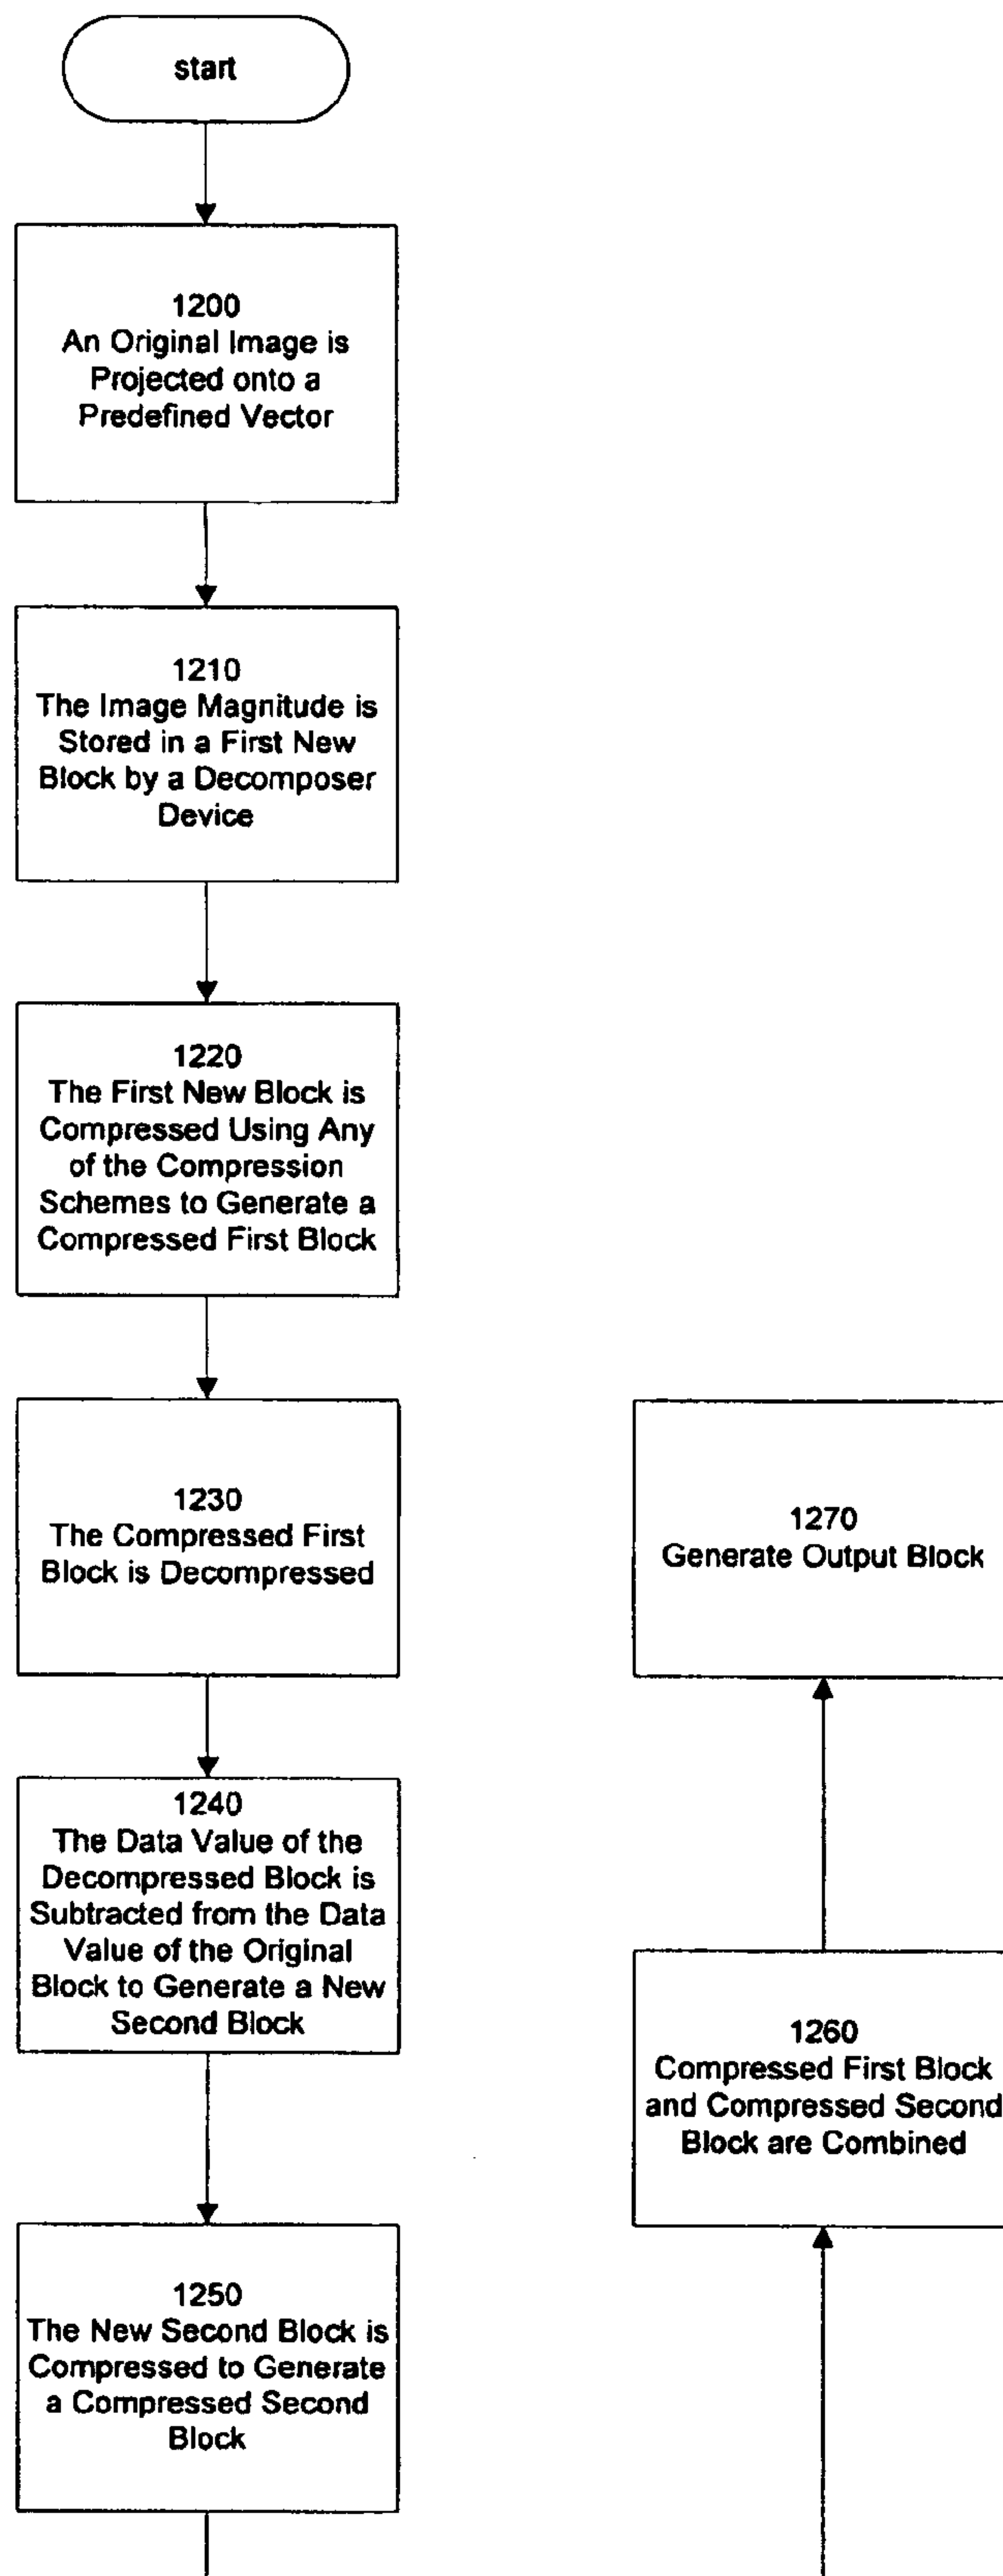 start
1200
An Original Image is
Projected onto a
Predefined Vector
1210
The Image Magnitude is
Stored in a First New
Block by a Decomposer
Device
1220
The First New Block is
Compressed Using Any
of the Compression
Schemes to Generate a
Compressed First Block
1230
The Compressed First
Block is Decompressed
1240
The Data Value of the
Decompressed Block is
Subtracted from the Data
Value of the Original
Block to Generate a New
Second Block
1250
The New Second Block is
Compressed to Generate
a Compressed Second
Block
1260
Compressed First Block
and Compressed Second
Block are Combined
1270
Generate Output Block